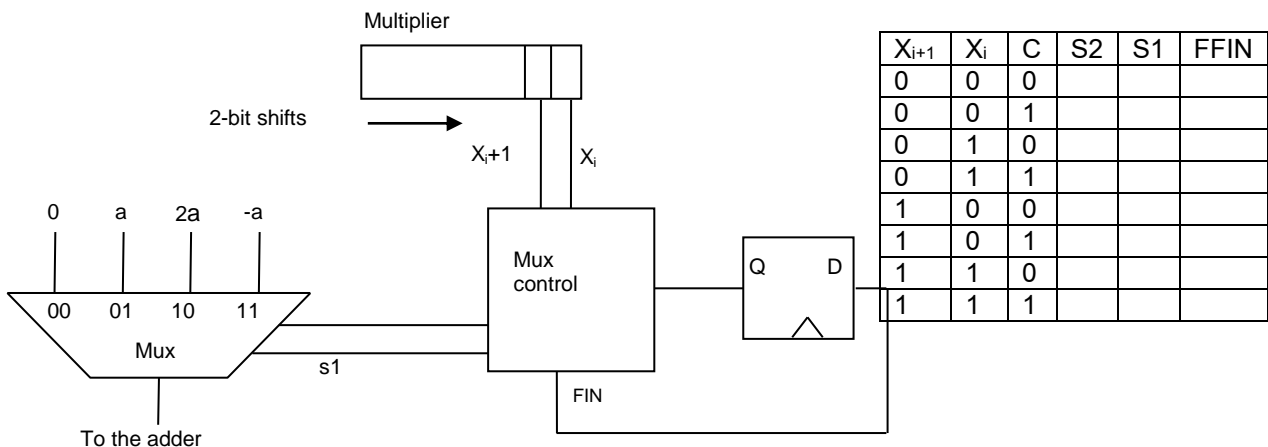 Multiplier
2-bit shifts
Xi+1 Xi
0 a 2a -a
00 01 10 11
Mux
s1
To the adder
Mux
control
FIN
Q D
Xi+1 Xi C S2 S1 FFIN
0 0 0
0 0 1
0 1 0
0 1 1
1 0 0
1 0 1
1 1 0
1 1 1